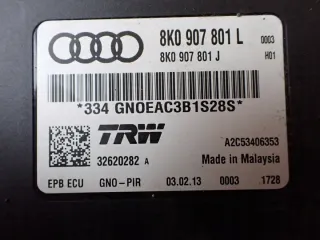 8K0 907 801 L 0003
8K0 907 801 J H01
*334 GNOEAC3B1S28S*
TRW A2C53406353
32620282 A Made in Malaysia
EPB ECU GNO-PIR 03.02.13 0003 1728